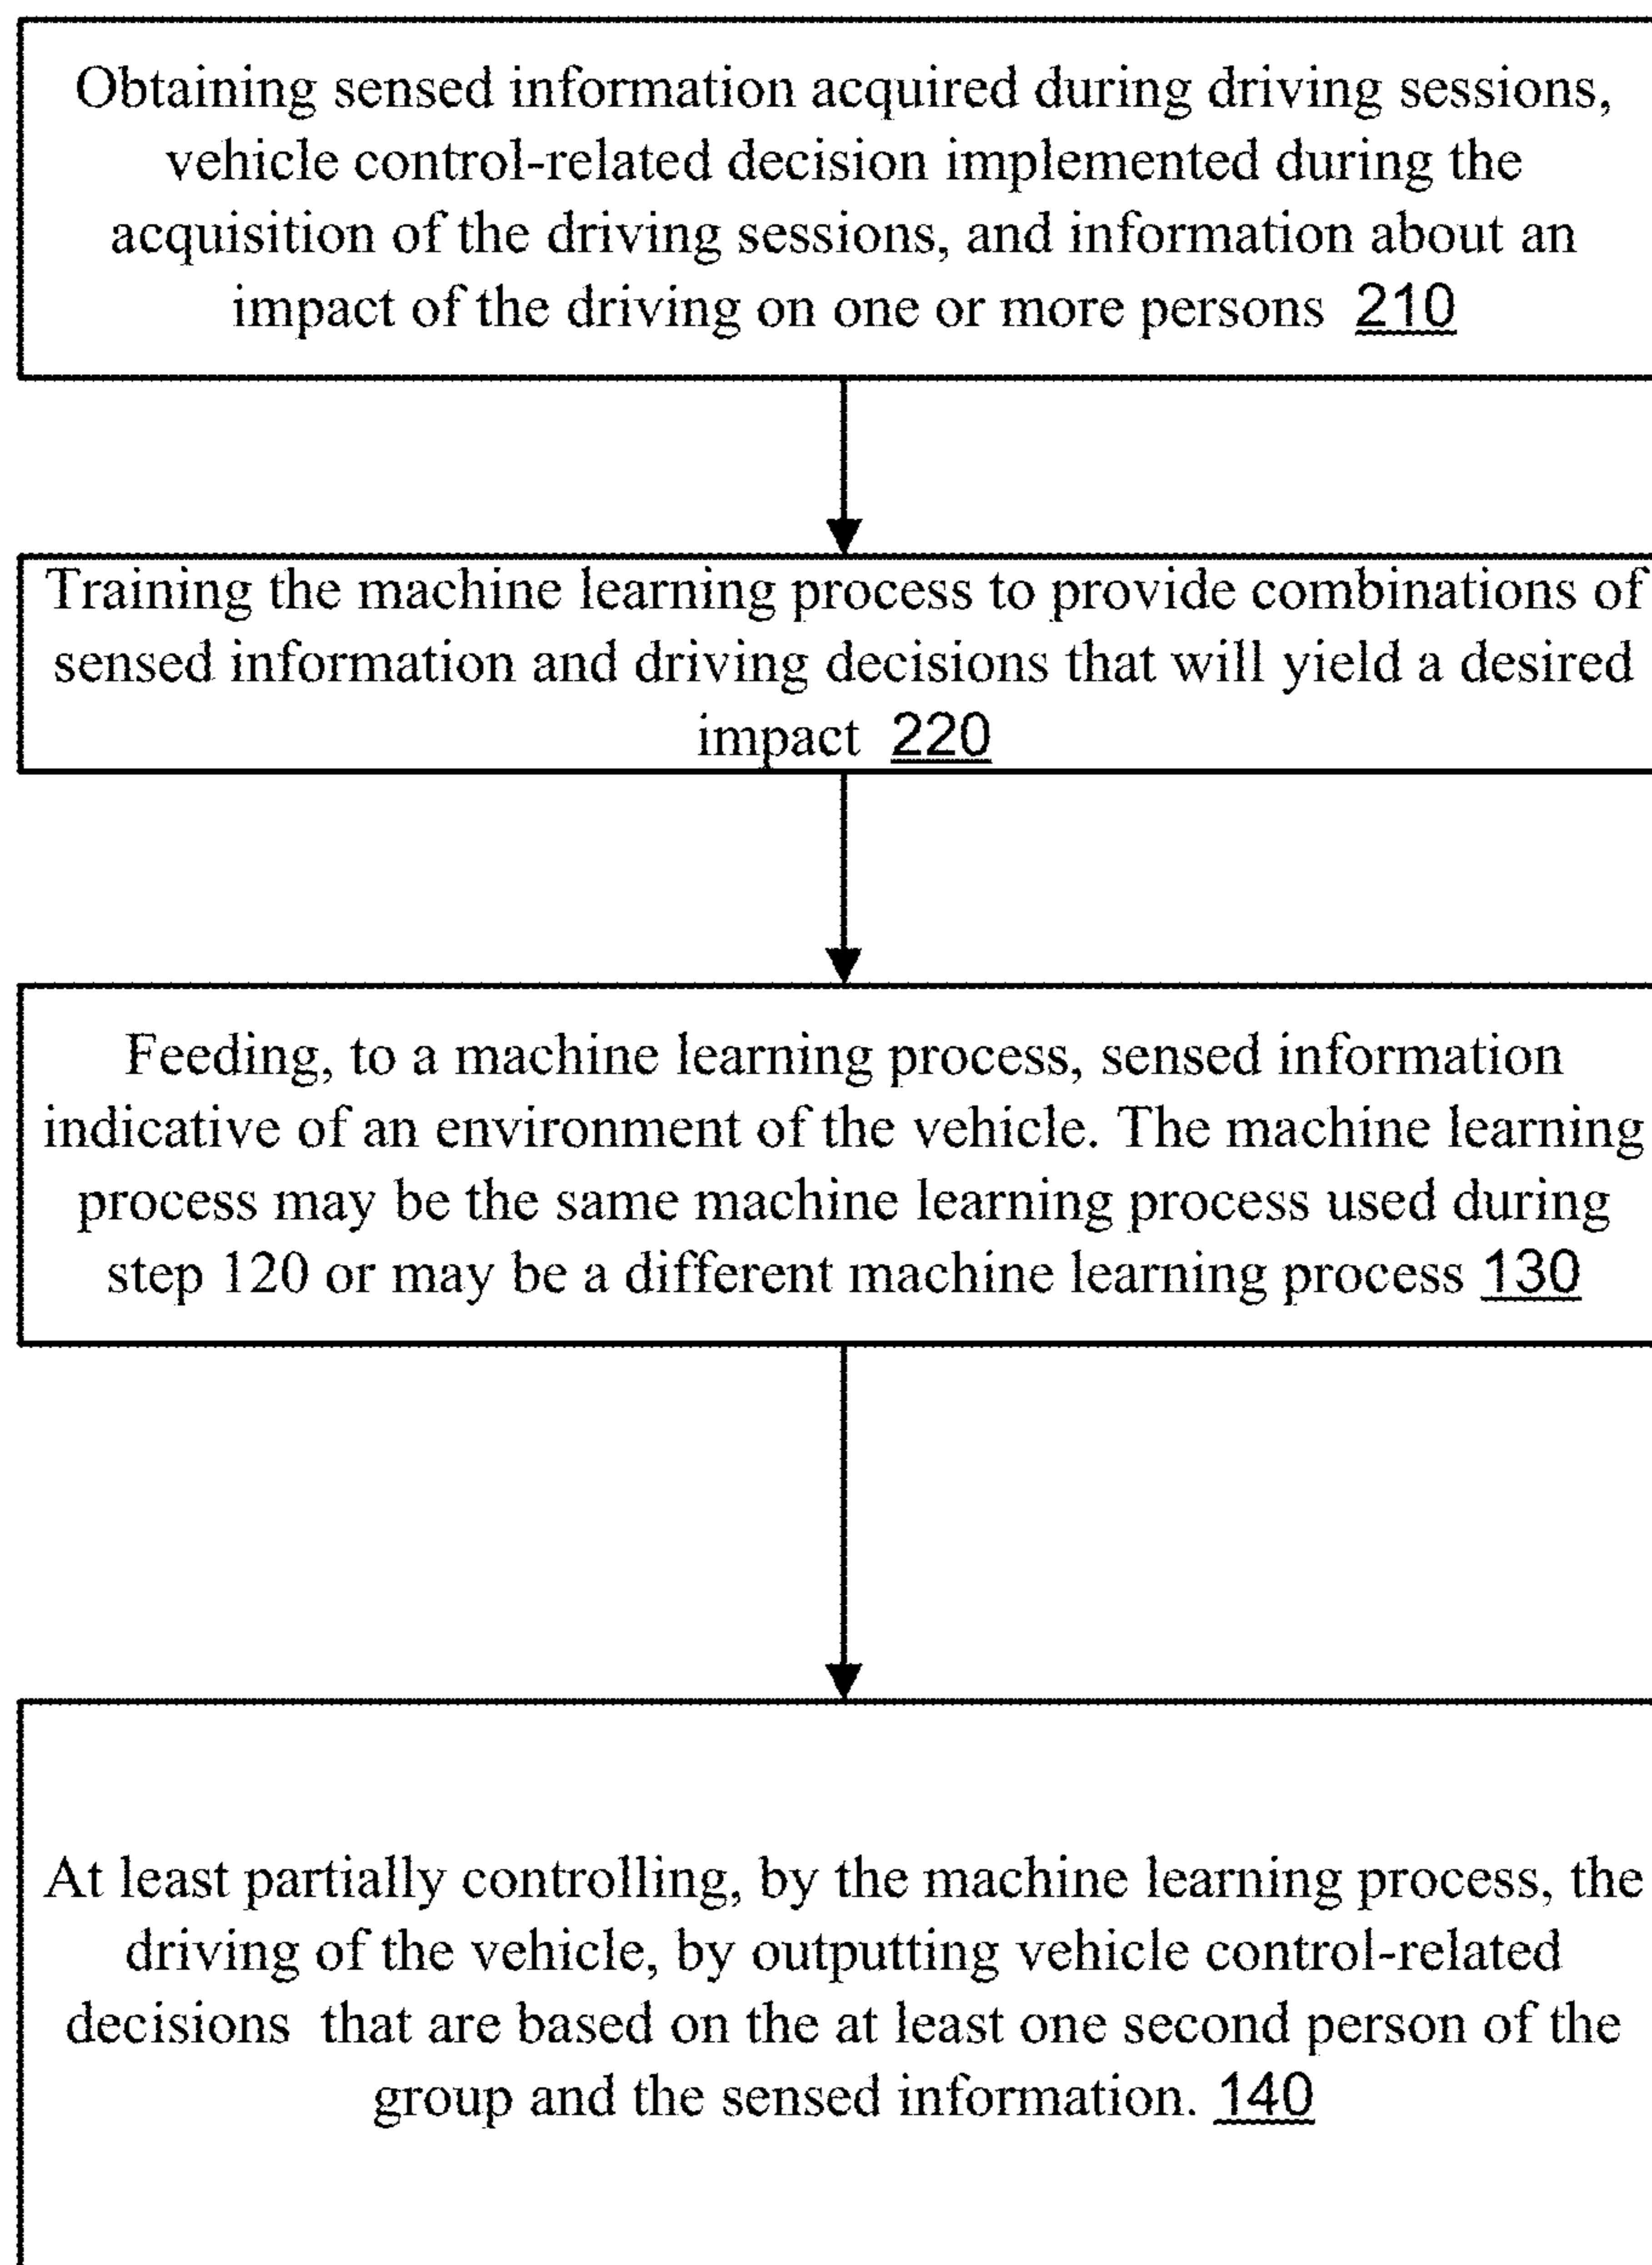 Obtaining sensed information acquired during driving sessions,
vehicle control-related decision implemented during the
acquisition of the driving sessions, and information about an
impact of the driving on one or more persons 210
Training the machine learning process to provide combinations of
sensed information and driving decisions that will yield a desired
impact 220
Feeding, to a machine learning process, sensed information
indicative of an environment of the vehicle. The machine learning
process may be the same machine learning process used during
step 120 or may be a different machine learning process 130
At least partially controlling, by the machine learning process, the
driving of the vehicle, by outputting vehicle control-related
decisions that are based on the at least one second person of the
group and the sensed information. 140